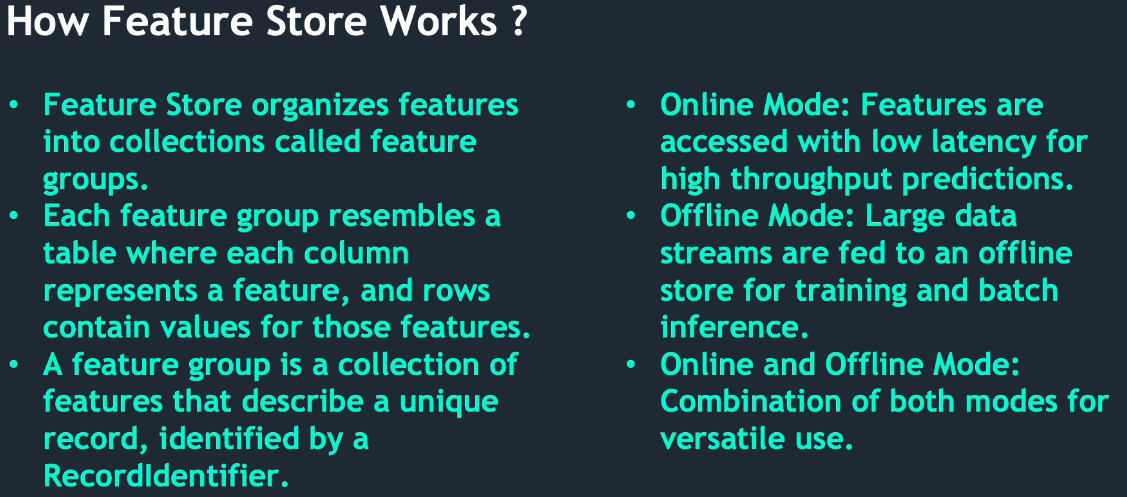 How Feature Store Works ?
• Feature Store organizes features
into collections called feature
groups.
• Each feature group resembles a
table where each column
represents a feature, and rows
contain values for those features.
• A feature group is a collection of
features that describe a unique
record, identified by a
RecordIdentifier.
• Online Mode: Features are
accessed with low latency for
high throughput predictions.
• Offline Mode: Large data
streams are fed to an offline
store for training and batch
inference.
• Online and Offline Mode:
Combination of both modes for
versatile use.